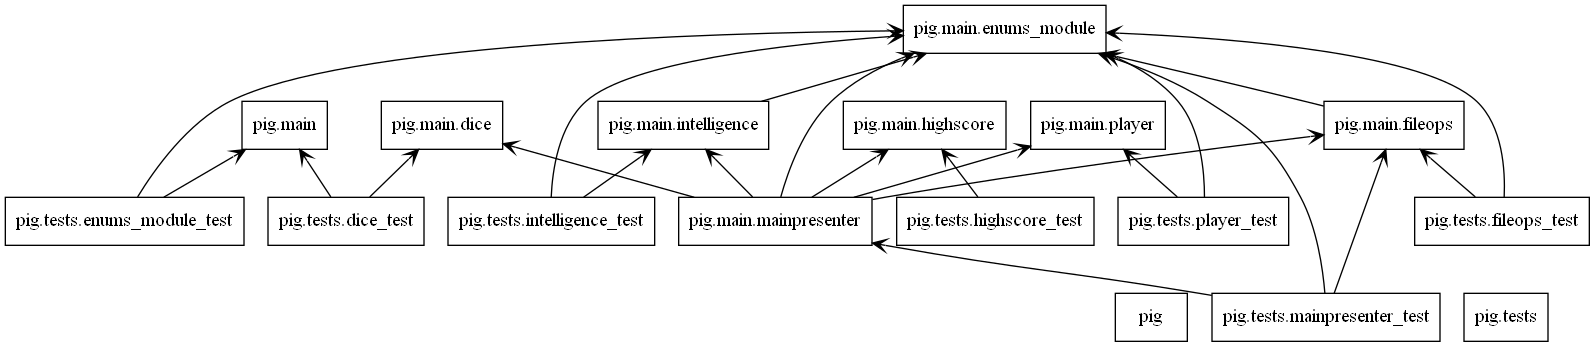 pig.main.enums_module
pig.main
pig.main.dice
pig.main.intelligence
pig.main.highscore
pig.main.player
pig.main.fileops
pig.tests.enums_module_test
pig.tests.dice_test
pig.tests.intelligence_test
pig.main.mainpresenter
pig.tests.highscore_test
pig.tests.player_test
pig.tests.fileops_test
pig
pig.tests.mainpresenter_test
pig.tests